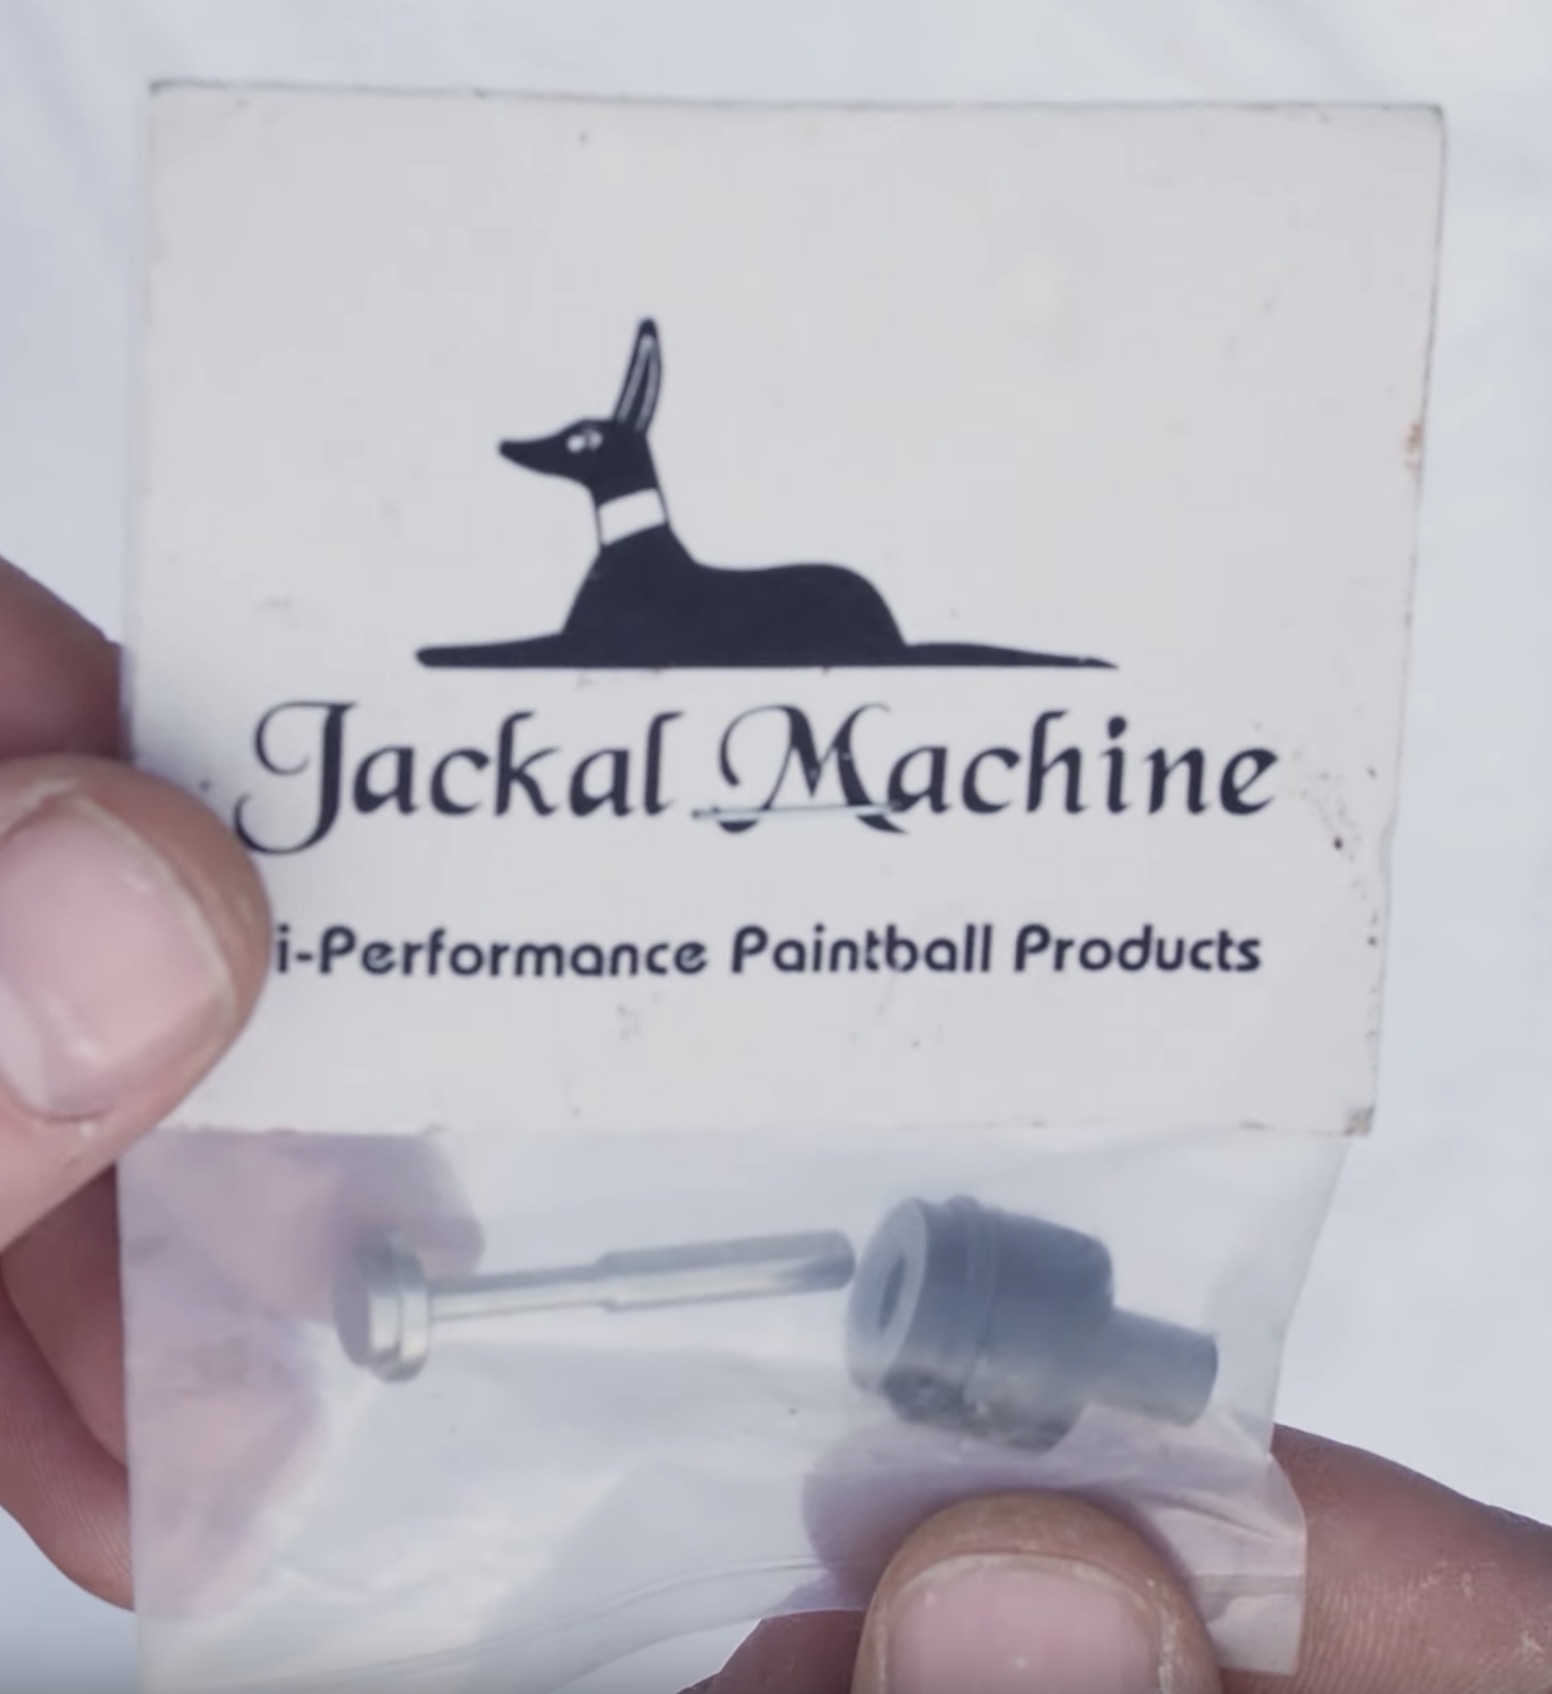 Jackal Machine
i-Performance Paintball Products